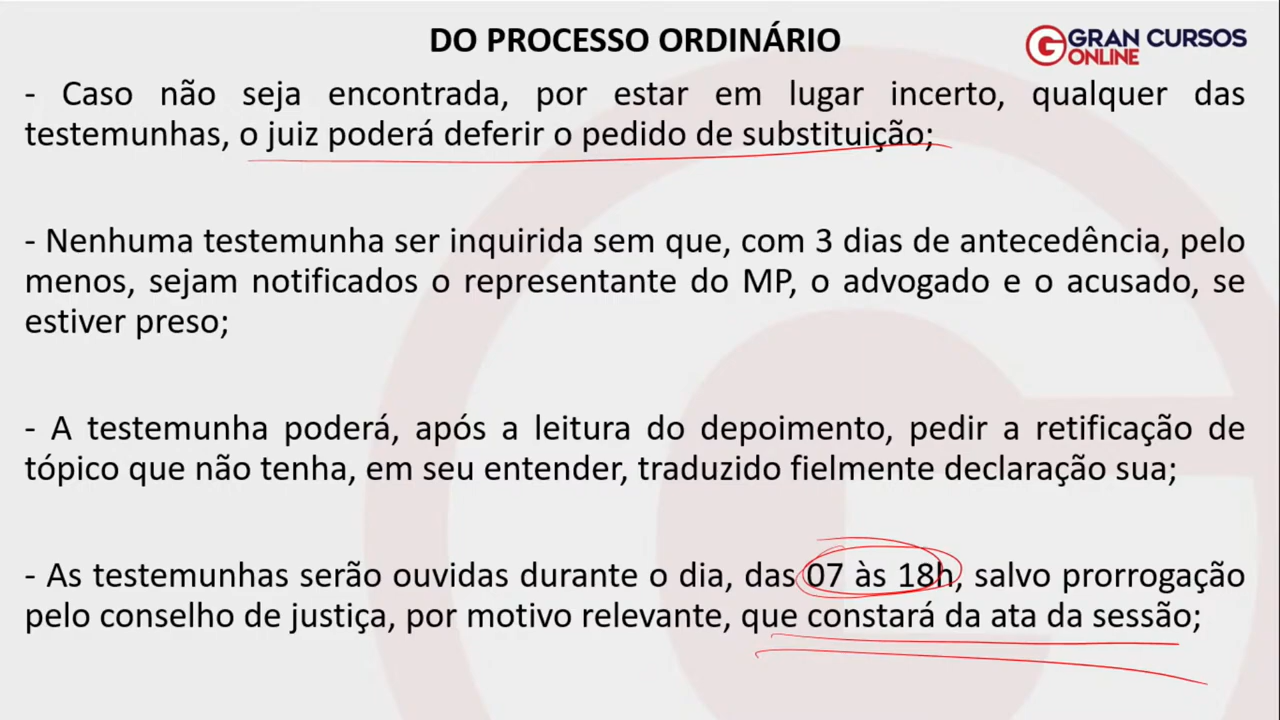 DO PROCESSO ORDINÁRIO
GRAN CURSOS
ONLINE
- Caso não seja encontrada, por estar em lugar incerto, qualquer das
testemunhas, o juiz poderá deferir o pedido de substituição;
- Nenhuma testemunha ser inquirida sem que, com 3 dias de antecedência, pelo
menos, sejam notificados o representante do MP, o advogado e o acusado, se
estiver preso;
- A testemunha poderá, após a leitura do depoimento, pedir a retificação de
tópico que não tenha, em seu entender, traduzido fielmente declaração sua;
- As testemunhas serão ouvidas durante o dia, das 07 às 18h, salvo prorrogação
pelo conselho de justiça, por motivo relevante, que constará da ata da sessão;